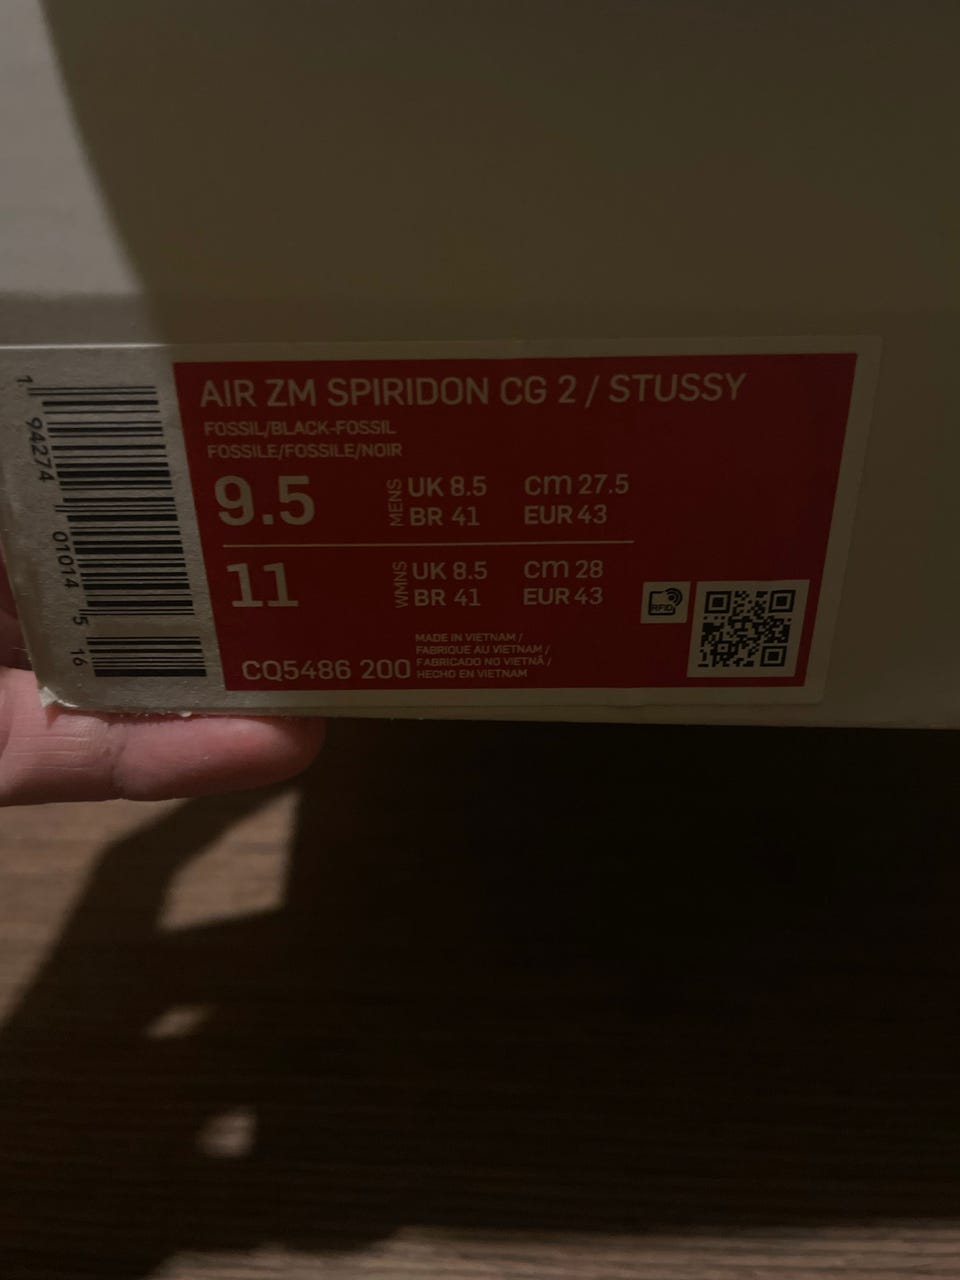 AIR ZM SPIRIDON CG 2 / STUSSY
FOSSIL/BLACK-FOSSIL
FOSSILE/FOSSILE/NOIR
9.5 MENS UK 8.5 cm 27.5
BR 41 EUR 43
11 WMNS UK 8.5 cm 28
BR 41 EUR 43
RFID
MADE IN VIETNAM /
FABRIQUE AU VIETNAM /
FABRICADO NO VIETNÃ /
HECHO EN VIETNAM
CQ5486 200
1 94274 01014 5 16